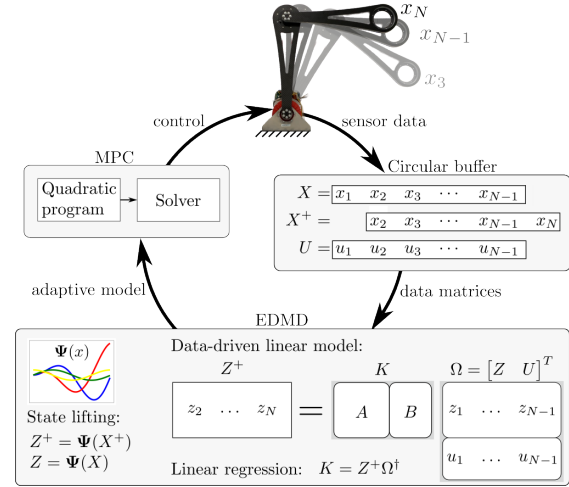 x_N
x_{N-1}
x_3
control
sensor data
MPC
Quadratic program
Solver
Circular buffer
X = x_1 x_2 x_3 ⋯ x_{N-1}
X^+ = x_2 x_3 ⋯ x_{N-1} x_N
U = u_1 u_2 u_3 ⋯ u_{N-1}
adaptive model
data matrices
EDMD
Ψ(x)
State lifting:
Z^+ = Ψ(X^+)
Z = Ψ(X)
Data-driven linear model:
Z^+ K Ω = [Z U]^T
z_2 … z_N = A B z_1 … z_{N-1}
u_1 … u_{N-1}
Linear regression: K = Z^+Ω^†